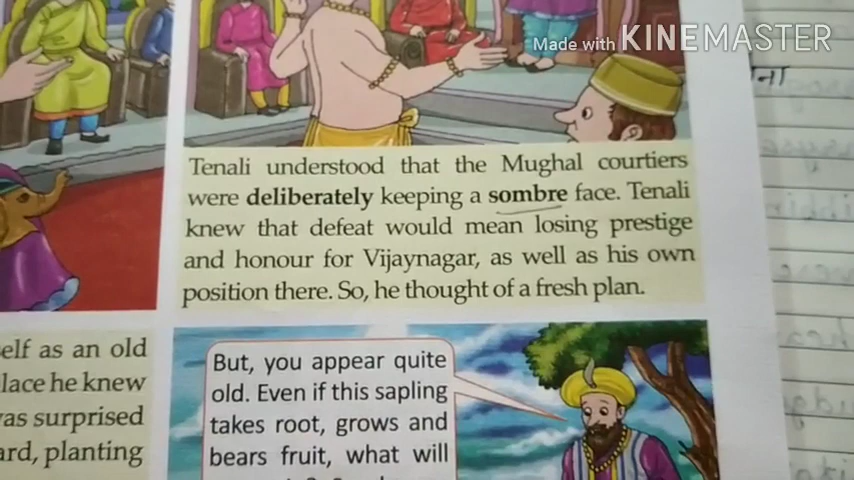 Made with KINEMASTER
ना
Tenali understood that the Mughal courtiers
were deliberately keeping a sombre face. Tenali
knew that defeat would mean losing prestige
and honour for Vijaynagar, as well as his own
position there. So, he thought of a fresh plan.
elf as an old
lace he knew
as surprised
ard, planting
But, you appear quite
old. Even if this sapling
takes root, grows and
bears fruit, what will